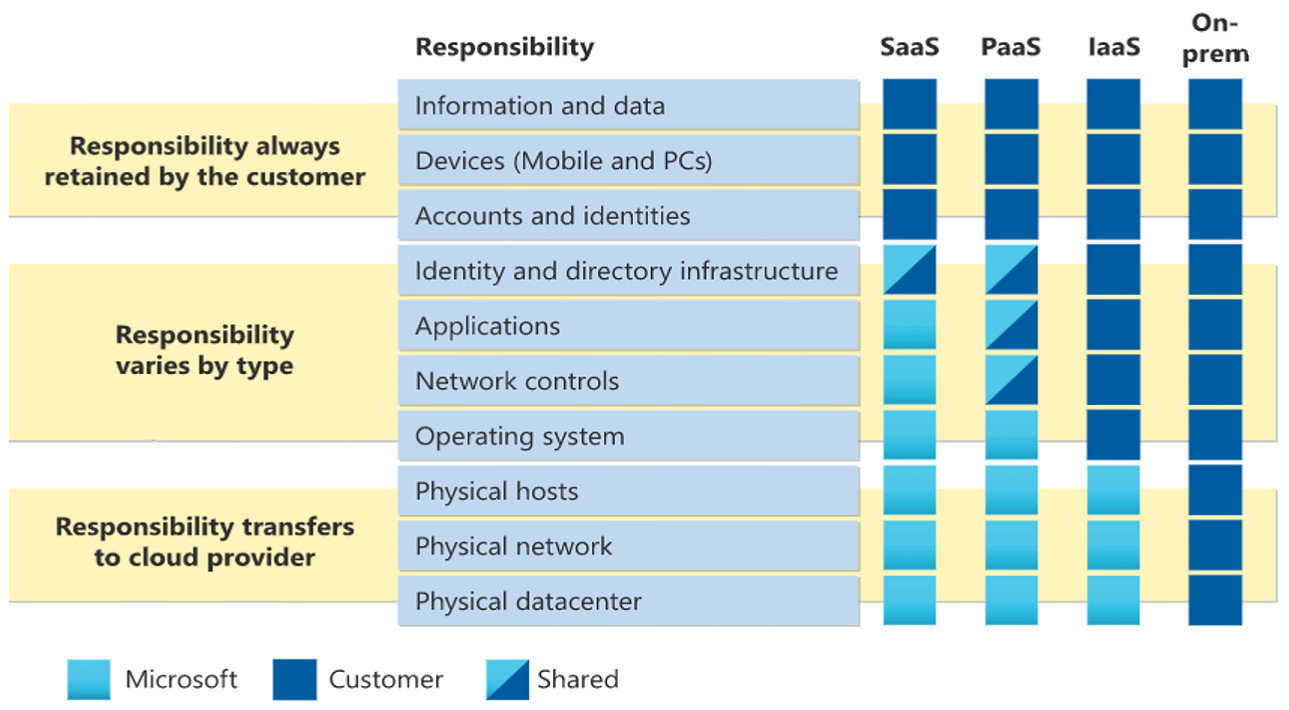 Responsibility SaaS PaaS IaaS On-
prem
Responsibility always
retained by the customer
Information and data
Devices (Mobile and PCs)
Accounts and identities
Responsibility
varies by type
Identity and directory infrastructure
Applications
Network controls
Operating system
Responsibility transfers
to cloud provider
Physical hosts
Physical network
Physical datacenter
Microsoft Customer Shared